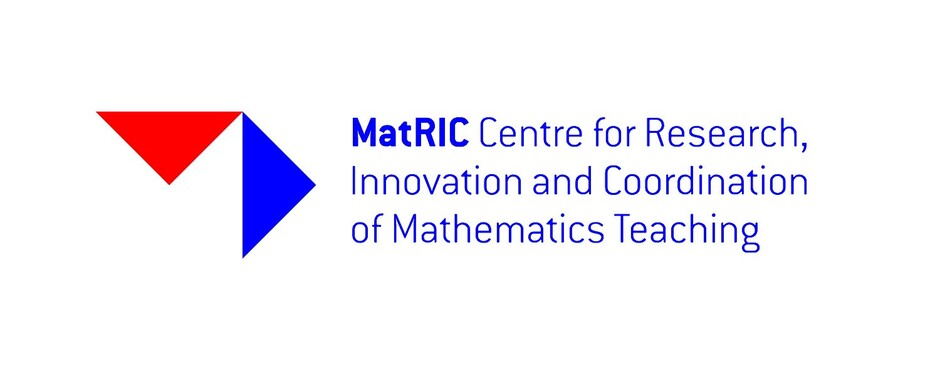 MatRIC Centre for Research,
Innovation and Coordination
of Mathematics Teaching